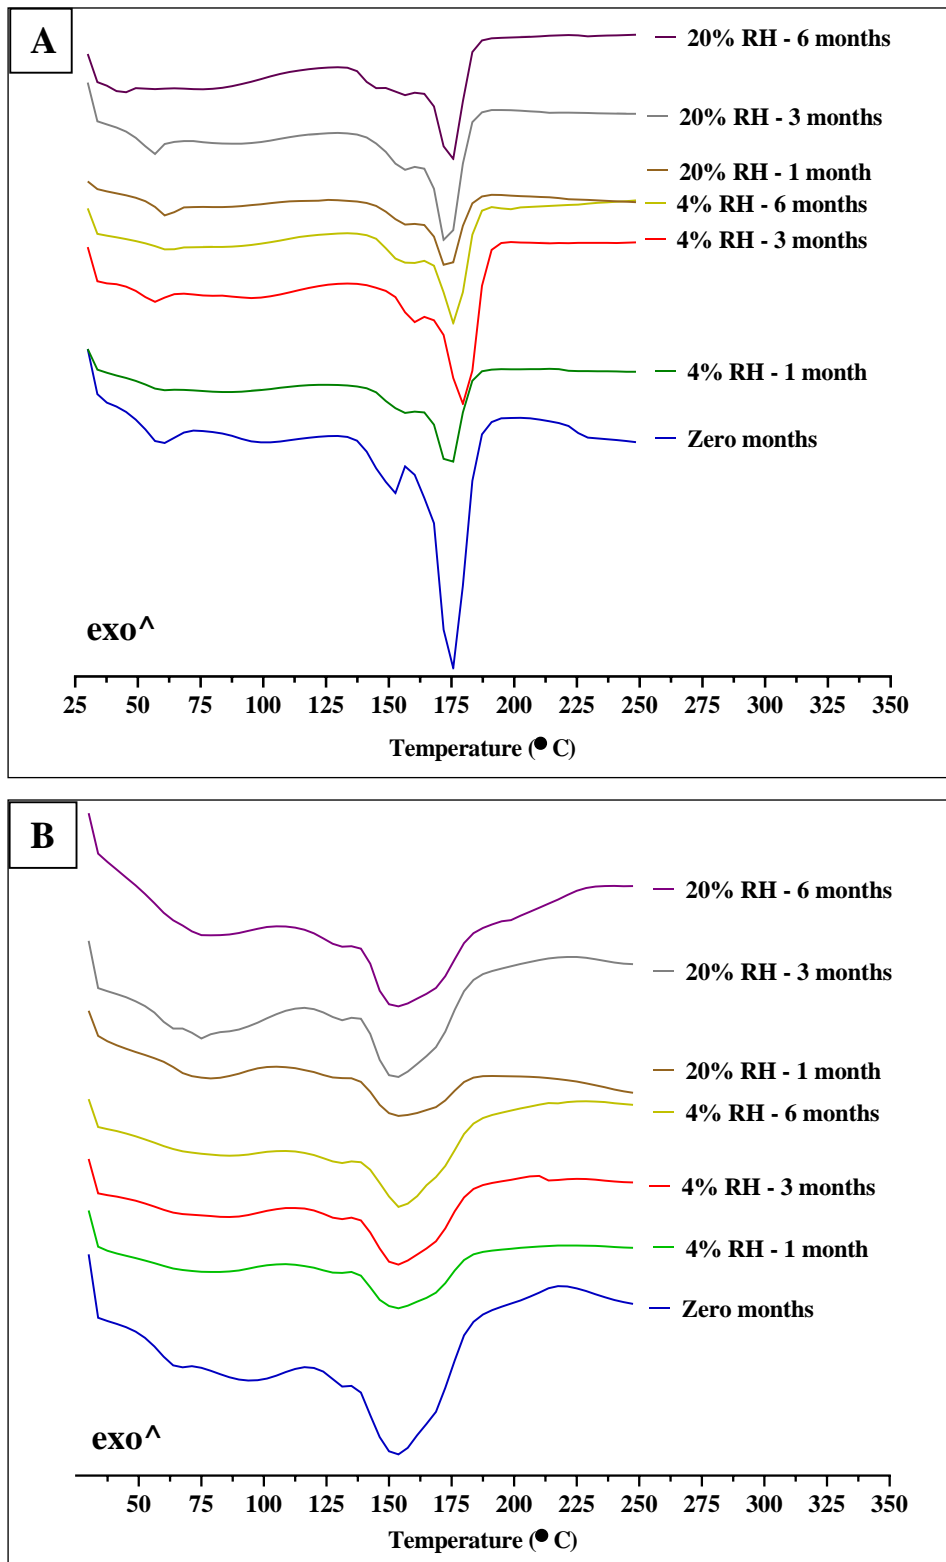 A
20% RH - 6 months
20% RH - 3 months
20% RH - 1 month
4% RH - 6 months
4% RH - 3 months
4% RH - 1 month
Zero months
exo^
25 50 75 100 125 150 175 200 225 250 275 300 325 350
Temperature (● C)
B
20% RH - 6 months
20% RH - 3 months
20% RH - 1 month
4% RH - 6 months
4% RH - 3 months
4% RH - 1 month
Zero months
exo^
50 75 100 125 150 175 200 225 250 275 300 325 350
Temperature (● C)